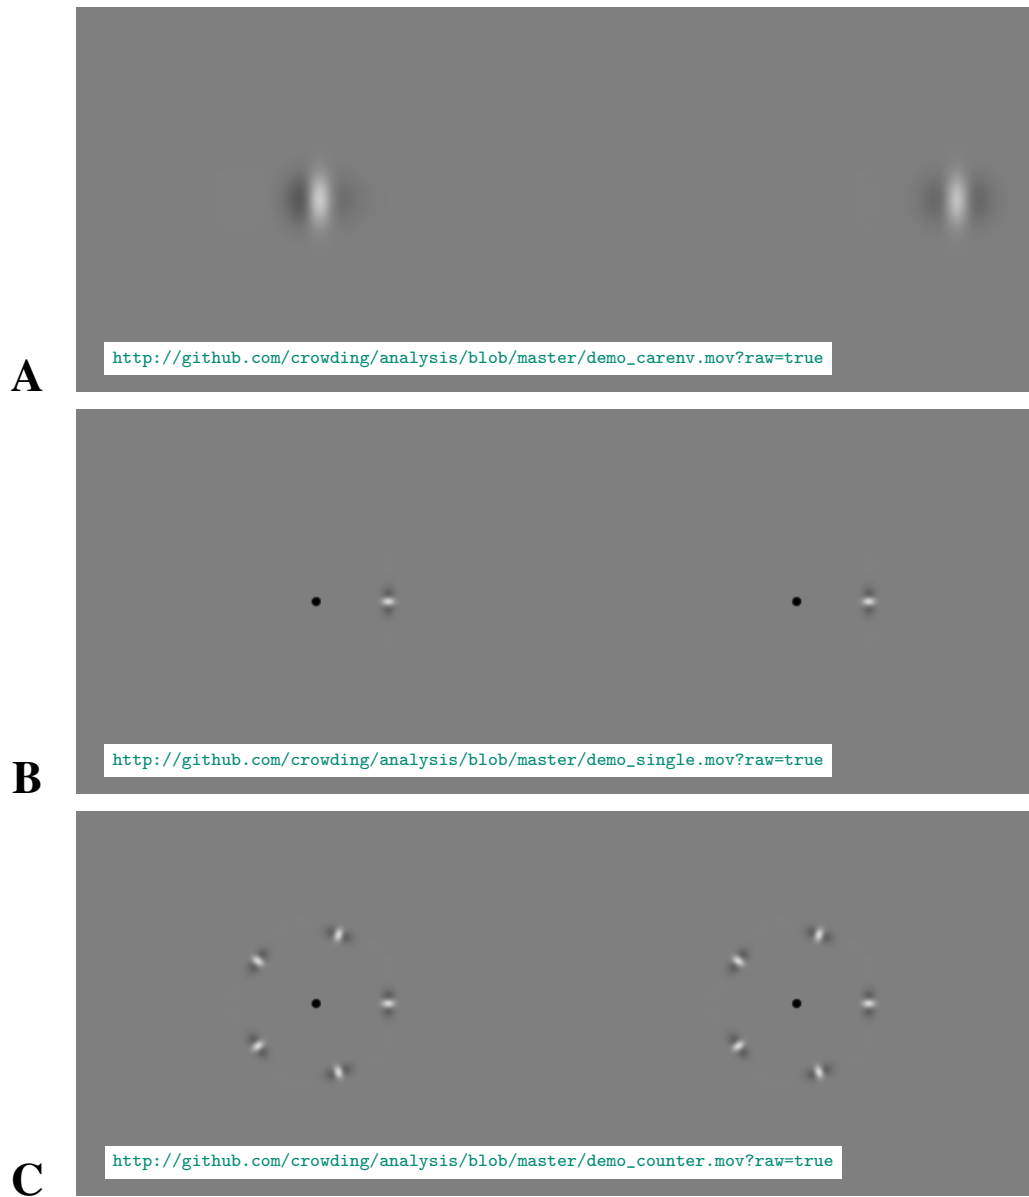 http://github.com/crowding/analysis/blob/master/demo_carenv.mov?raw=true
A
http://github.com/crowding/analysis/blob/master/demo_single.mov?raw=true
B
http://github.com/crowding/analysis/blob/master/demo_counter.mov?raw=true
C